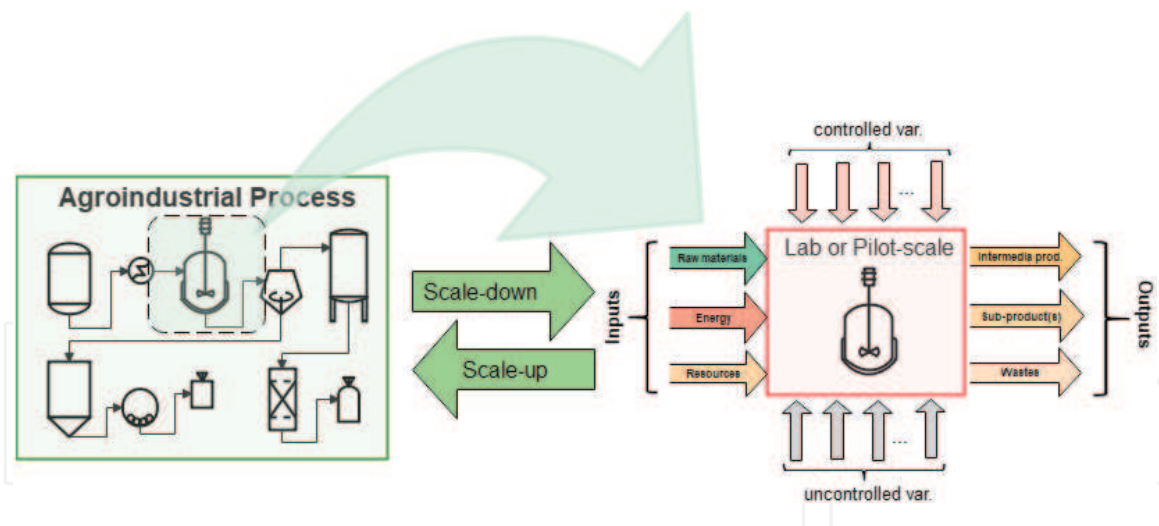 controlled var.
...
Agroindustrial Process
Lab or Pilot-scale
Inputs
Raw materials
Energy
Resources
Intermedia prod.
Sub-product(s)
Wastes
Outputs
Scale-down
Scale-up
...
uncontrolled var.